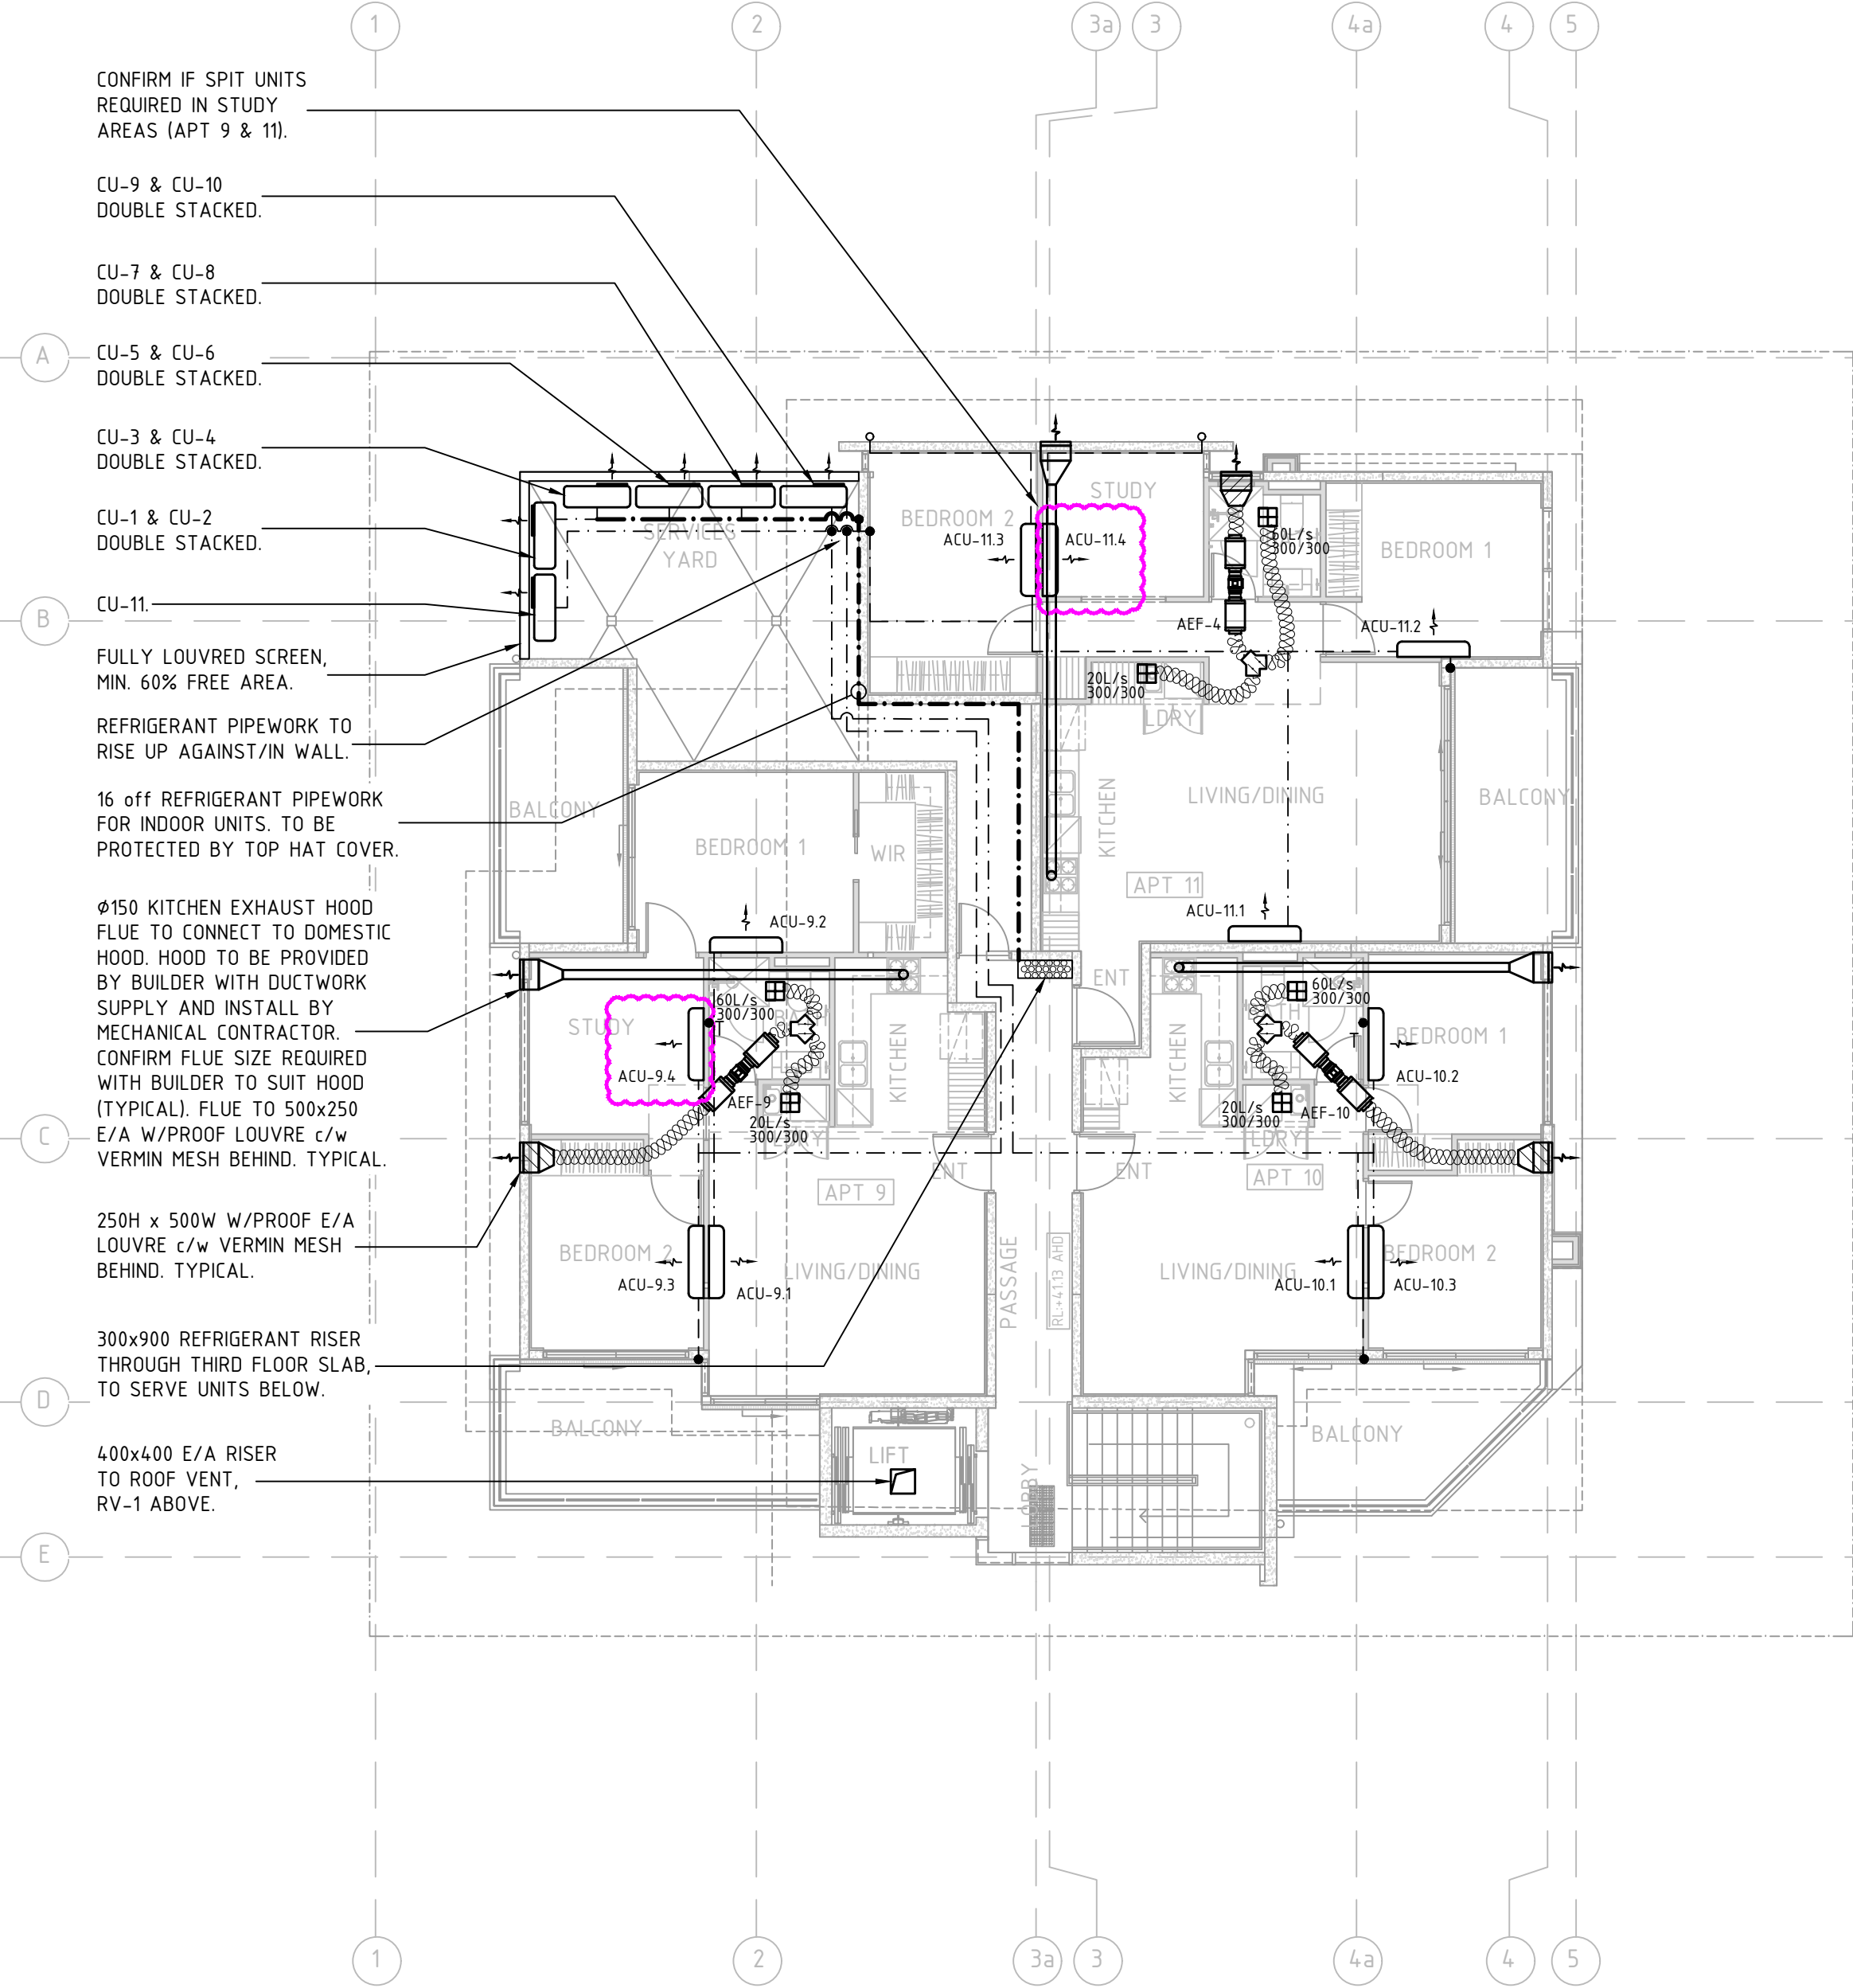 1
2
3a
3
4a
4
5
CONFIRM IF SPIT UNITS
REQUIRED IN STUDY
AREAS (APT 9 & 11).
CU-9 & CU-10
DOUBLE STACKED.
CU-7 & CU-8
DOUBLE STACKED.
CU-5 & CU-6
DOUBLE STACKED.
CU-3 & CU-4
DOUBLE STACKED.
CU-1 & CU-2
DOUBLE STACKED.
CU-11.
FULLY LOUVRED SCREEN,
MIN. 60% FREE AREA.
REFRIGERANT PIPEWORK TO
RISE UP AGAINST/IN WALL.
16 off REFRIGERANT PIPEWORK
FOR INDOOR UNITS. TO BE
PROTECTED BY TOP HAT COVER.
Φ150 KITCHEN EXHAUST HOOD
FLUE TO CONNECT TO DOMESTIC
HOOD. HOOD TO BE PROVIDED
BY BUILDER WITH DUCTWORK
SUPPLY AND INSTALL BY
MECHANICAL CONTRACTOR.
CONFIRM FLUE SIZE REQUIRED
WITH BUILDER TO SUIT HOOD
(TYPICAL). FLUE TO 500x250
E/A W/PROOF LOUVRE c/w
VERMIN MESH BEHIND. TYPICAL.
250H x 500W W/PROOF E/A
LOUVRE c/w VERMIN MESH
BEHIND. TYPICAL.
300x900 REFRIGERANT RISER
THROUGH THIRD FLOOR SLAB,
TO SERVE UNITS BELOW.
400x400 E/A RISER
TO ROOF VENT,
RV-1 ABOVE.
A
B
C
D
E
SERVICES
YARD
BEDROOM 2
ACU-11.3
STUDY
ACU-11.4
60L/s
300/300
BEDROOM 1
AEF-4
ACU-11.2
20L/s
300/300
LDRY
BALCONY
BEDROOM 1
WIR
KITCHEN
LIVING/DINING
BALCONY
APT 11
ACU-9.2
ACU-11.1
ENT
STUDY
60L/s
300/300
T
ACU-9.4
AEF-9
20L/s
300/300
LDRY
KITCHEN
KITCHEN
60L/s
300/300
T
BEDROOM 1
ACU-10.2
20L/s
300/300
AEF-10
LDRY
ENT
ENT
APT 9
APT 10
BEDROOM 2
ACU-9.3
LIVING/DINING
ACU-9.1
PASSAGE
RL:+41.13 AHD
LIVING/DINING
ACU-10.1
BEDROOM 2
ACU-10.3
BALCONY
LIFT
LOBBY
BALCONY
1
2
3a
3
4a
4
5